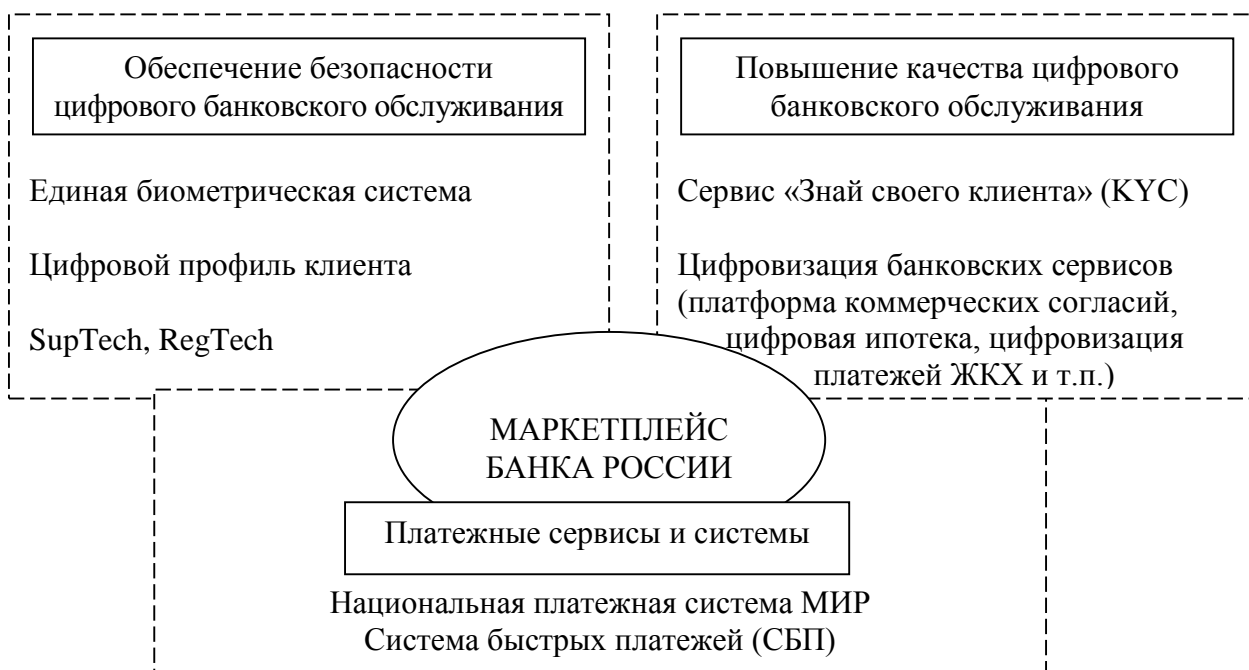 Обеспечение безопасности
цифрового банковского обслуживания
Единая биометрическая система
Цифровой профиль клиента
SupTech, RegTech
Повышение качества цифрового
банковского обслуживания
Сервис «Знай своего клиента» (KYC)
Цифровизация банковских сервисов
(платформа коммерческих согласий,
цифровая ипотека, цифровизация
платежей ЖКХ и т.п.)
МАРКЕТПЛЕЙС
БАНКА РОССИИ
Платежные сервисы и системы
Национальная платежная система МИР
Система быстрых платежей (СБП)